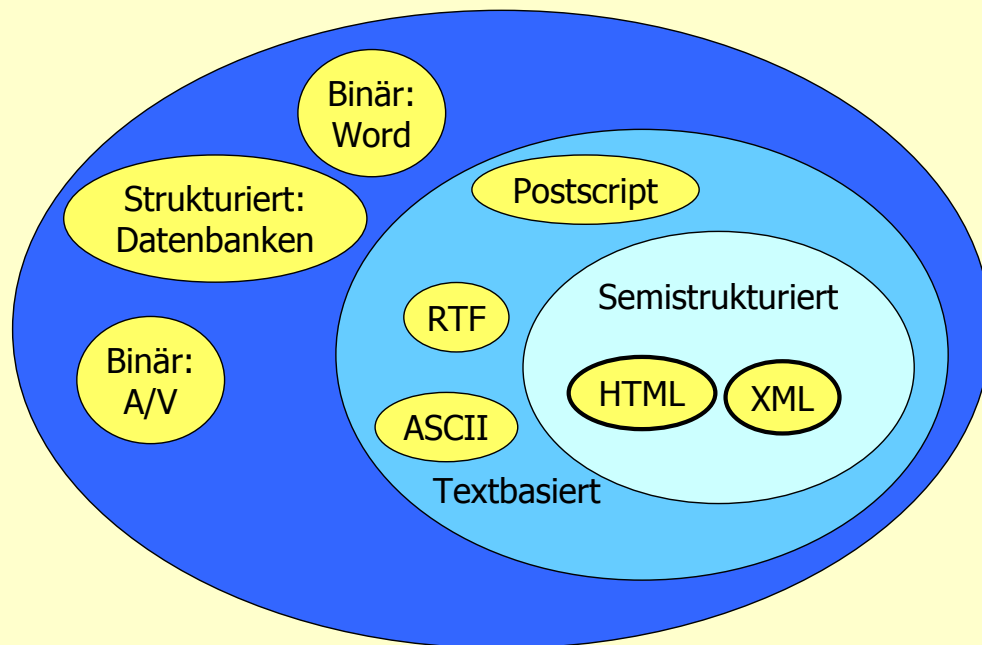 Binär:
Word
Strukturiert:
Datenbanken
Postscript
Semistrukturiert
RTF
Binär:
A/V
HTML
XML
ASCII
Textbasiert